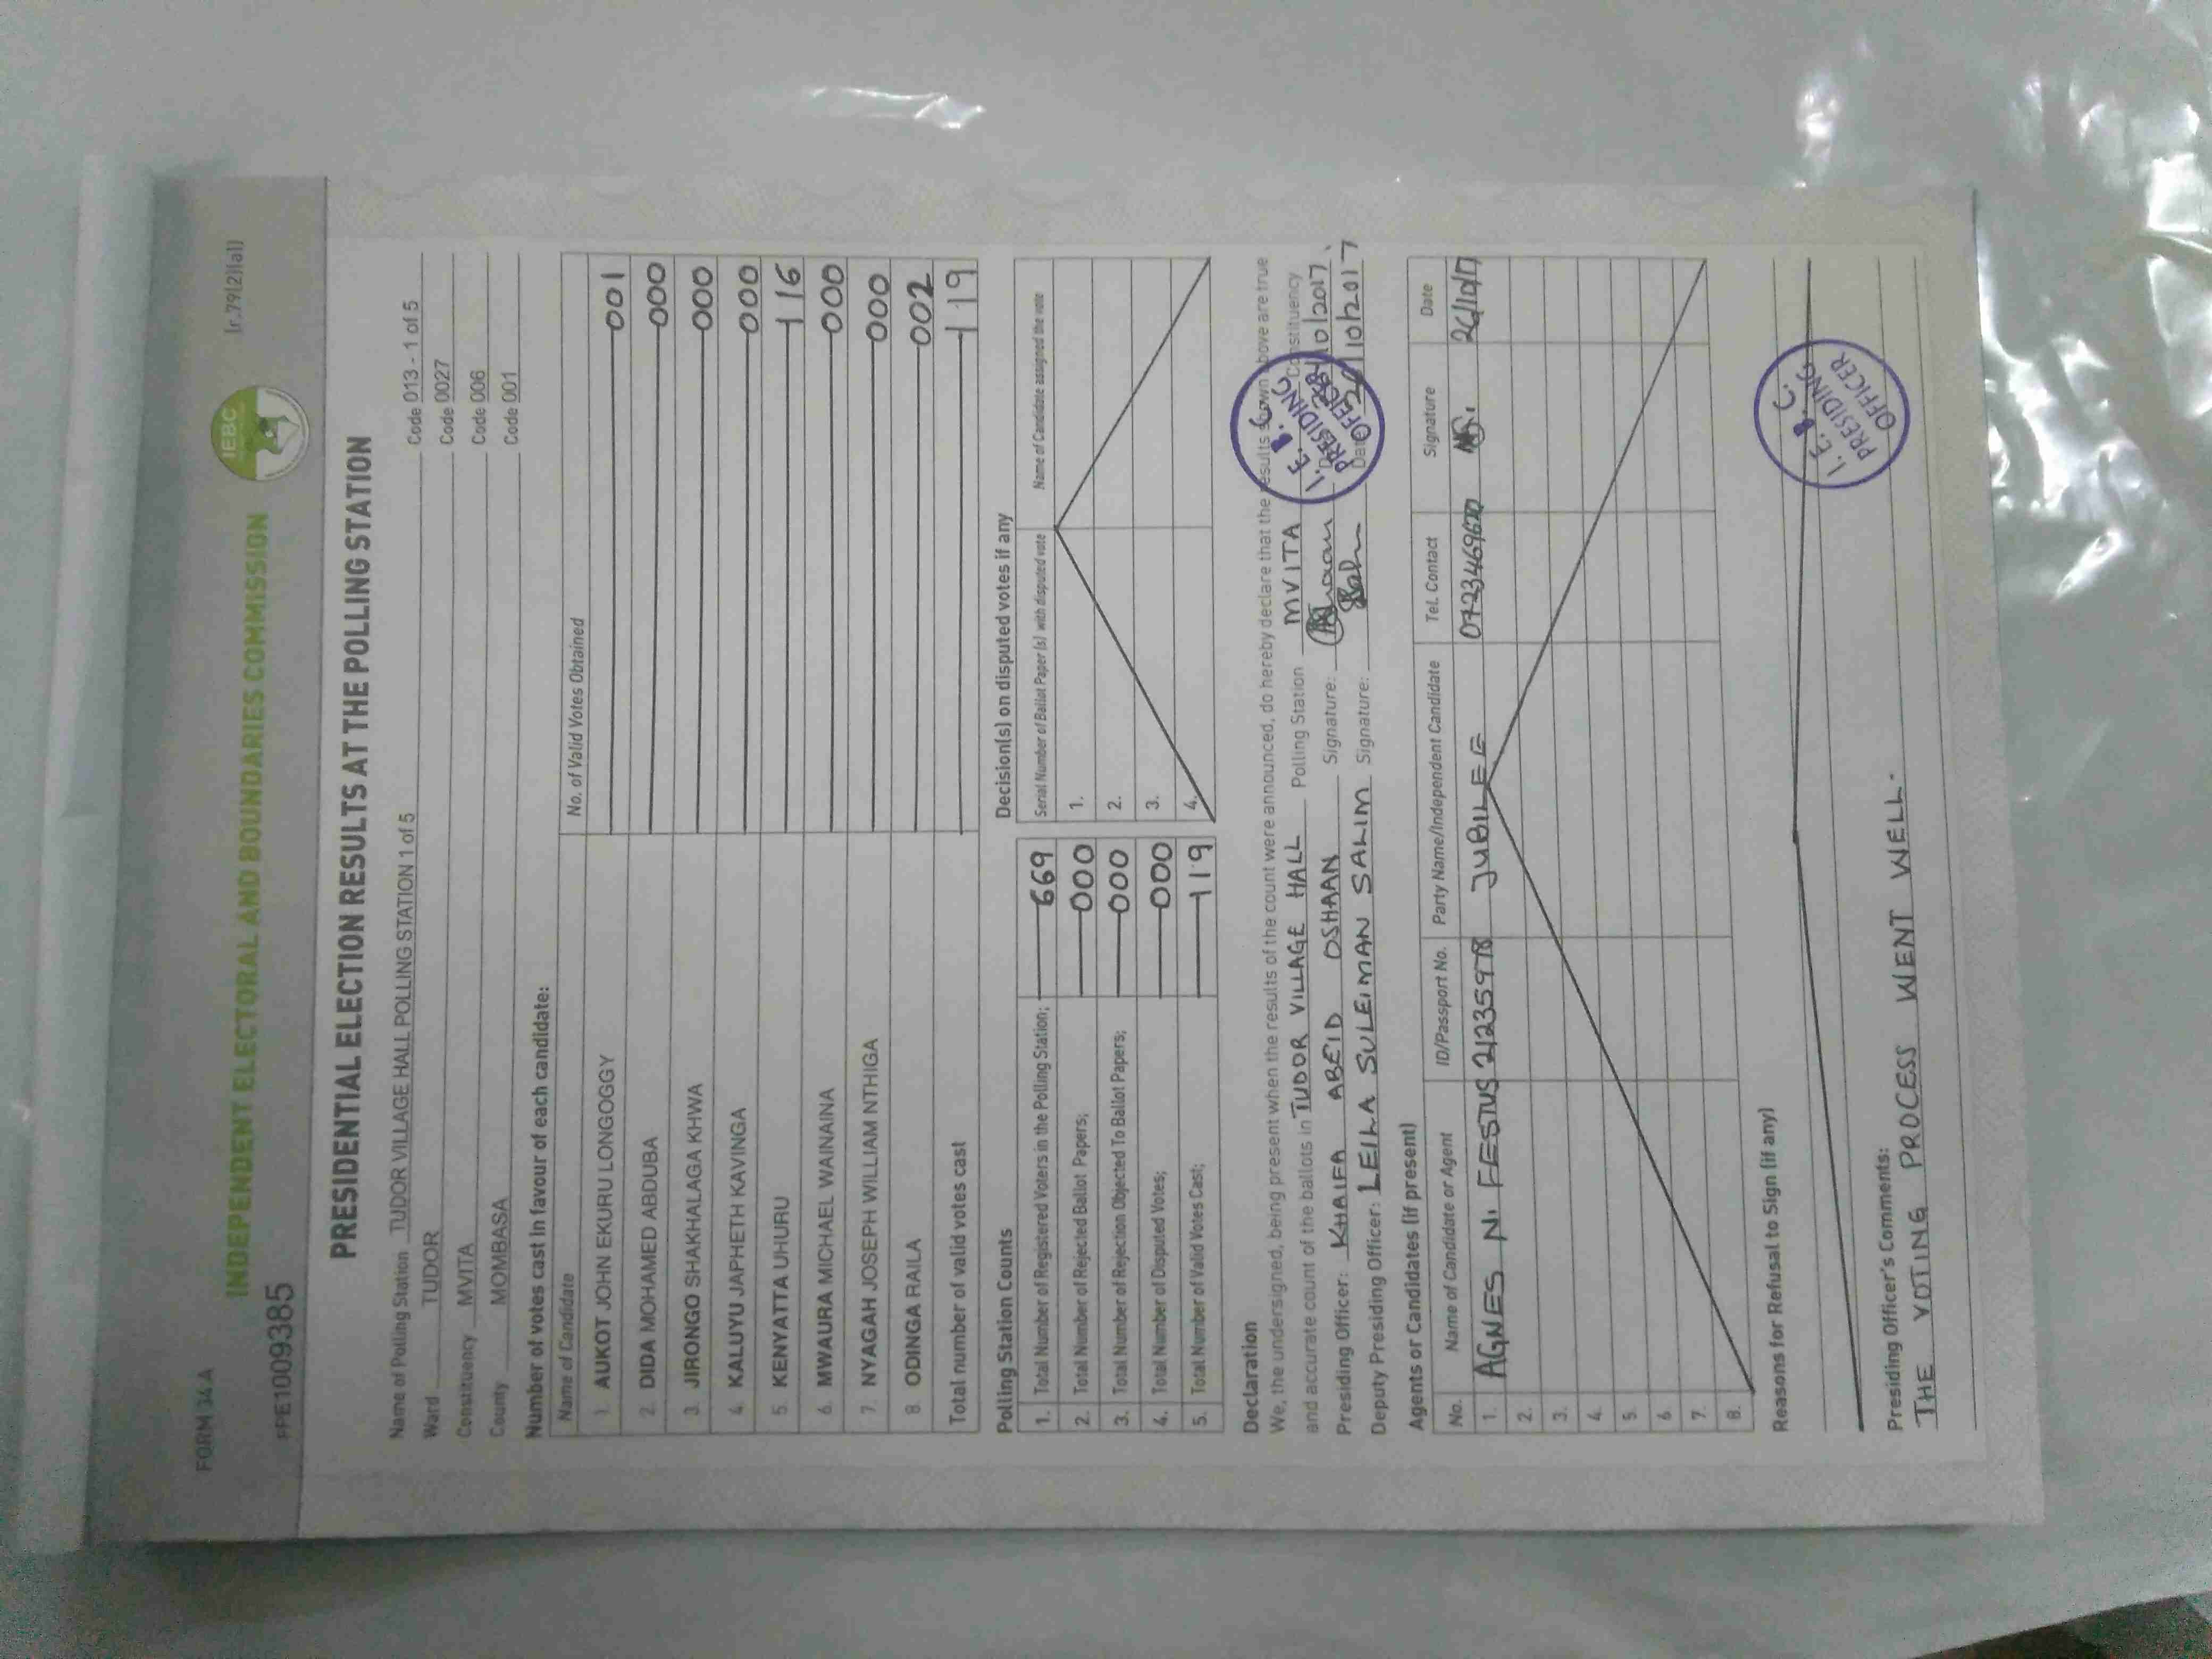 FORM 34A
(r.79(2)(a))
INDEPENDENT ELECTORAL AND BOUNDARIES COMMISSION
IEBC
PFE1009385
PRESIDENTIAL ELECTION RESULTS AT THE POLLING STATION
Name of Polling Station TUDOR VILLAGE HALL POLLING STATION 1 of 5 Code 013 - 1 of 5
Ward TUDOR Code 0027
Constituency MVITA Code 006
County MOMBASA Code 001
Number of votes cast in favour of each candidate:
Name of Candidate No. of Valid Votes Obtained
1. AUKOT JOHN EKURU LONGOGGY 001
2. DIDA MOHAMED ABDUBA 000
3. JIRONGO SHAKHALAGA KHWA 000
4. KALUYU JAPHETH KAVINGA 000
5. KENYATTA UHURU 116
6. MWAURA MICHAEL WAINAINA 000
7. NYAGAH JOSEPH WILLIAM NTHIGA 000
8. ODINGA RAILA 002
Total number of valid votes cast 119
Polling Station Counts
1. Total Number of Registered Voters in the Polling Station; 669
2. Total Number of Rejected Ballot Papers; 000
3. Total Number of Rejection Objected To Ballot Papers; 000
4. Total Number of Disputed Votes; 000
5. Total Number of Valid Votes Cast; 119
Decision(s) on disputed votes if any
Serial Number of Ballot Paper (s) with disputed vote Name of Candidate assigned the vote
1.
2.
3.
4.
Declaration
We, the undersigned, being present when the results of the count were announced, do hereby declare that the results shown above are true
and accurate count of the ballots in TUDOR VILLAGE HALL Polling Station MVITA Constituency
Presiding Officer: KHAIFA ABEID OSHAAN Signature: 10/2017
Deputy Presiding Officer: LEILA SULEIMAN SALIM Signature: Date 10/2017
I. E. B. C.
PRESIDING
OFFICER
Agents or Candidates (if present)
No. Name of Candidate or Agent ID/Passport No. Party Name/Independent Candidate Tel. Contact Signature Date
1. AGNES N. FESTUS 21235978 JUBILEE 26/10/17
2.
3.
4.
5.
6.
7.
8.
Reasons for Refusal to Sign (if any)
I. E. B. C.
PRESIDING
OFFICER
Presiding Officer's Comments:
THE VOTING PROCESS WENT WELL.